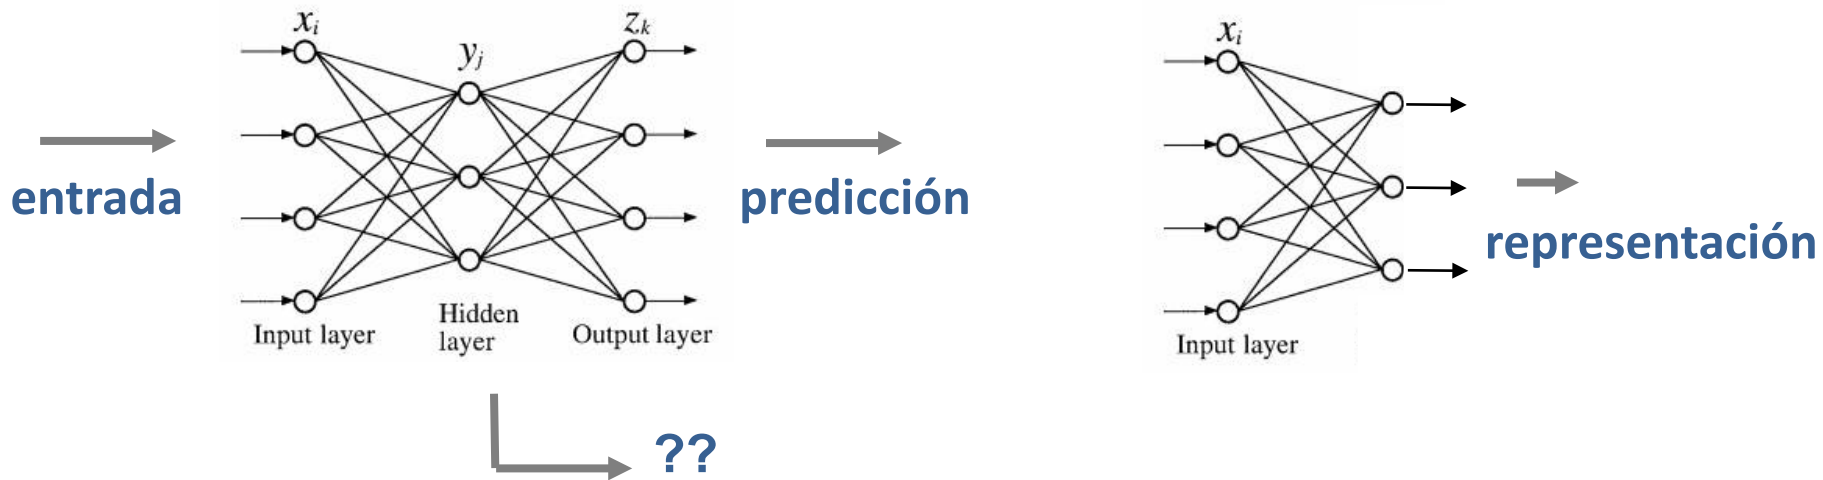 xᵢ
yⱼ
zₖ
entrada
predicción
Input layer
Hidden
layer
Output layer
??
xᵢ
Input layer
representación